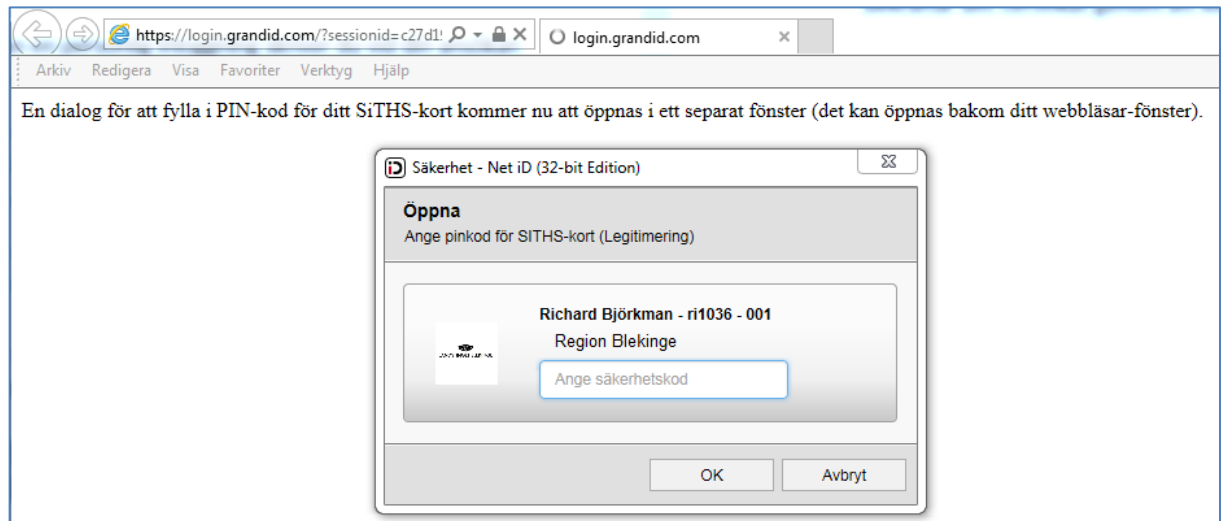 https://login.grandid.com/?sessionid=c27d1!
login.grandid.com
Arkiv Redigera Visa Favoriter Verktyg Hjälp
En dialog för att fylla i PIN-kod för ditt SiTHS-kort kommer nu att öppnas i ett separat fönster (det kan öppnas bakom ditt webbläsar-fönster).
Säkerhet - Net iD (32-bit Edition)
Öppna
Ange pinkod för SITHS-kort (Legitimering)
Richard Björkman - ri1036 - 001
Region Blekinge
Ange säkerhetskod
OK Avbryt